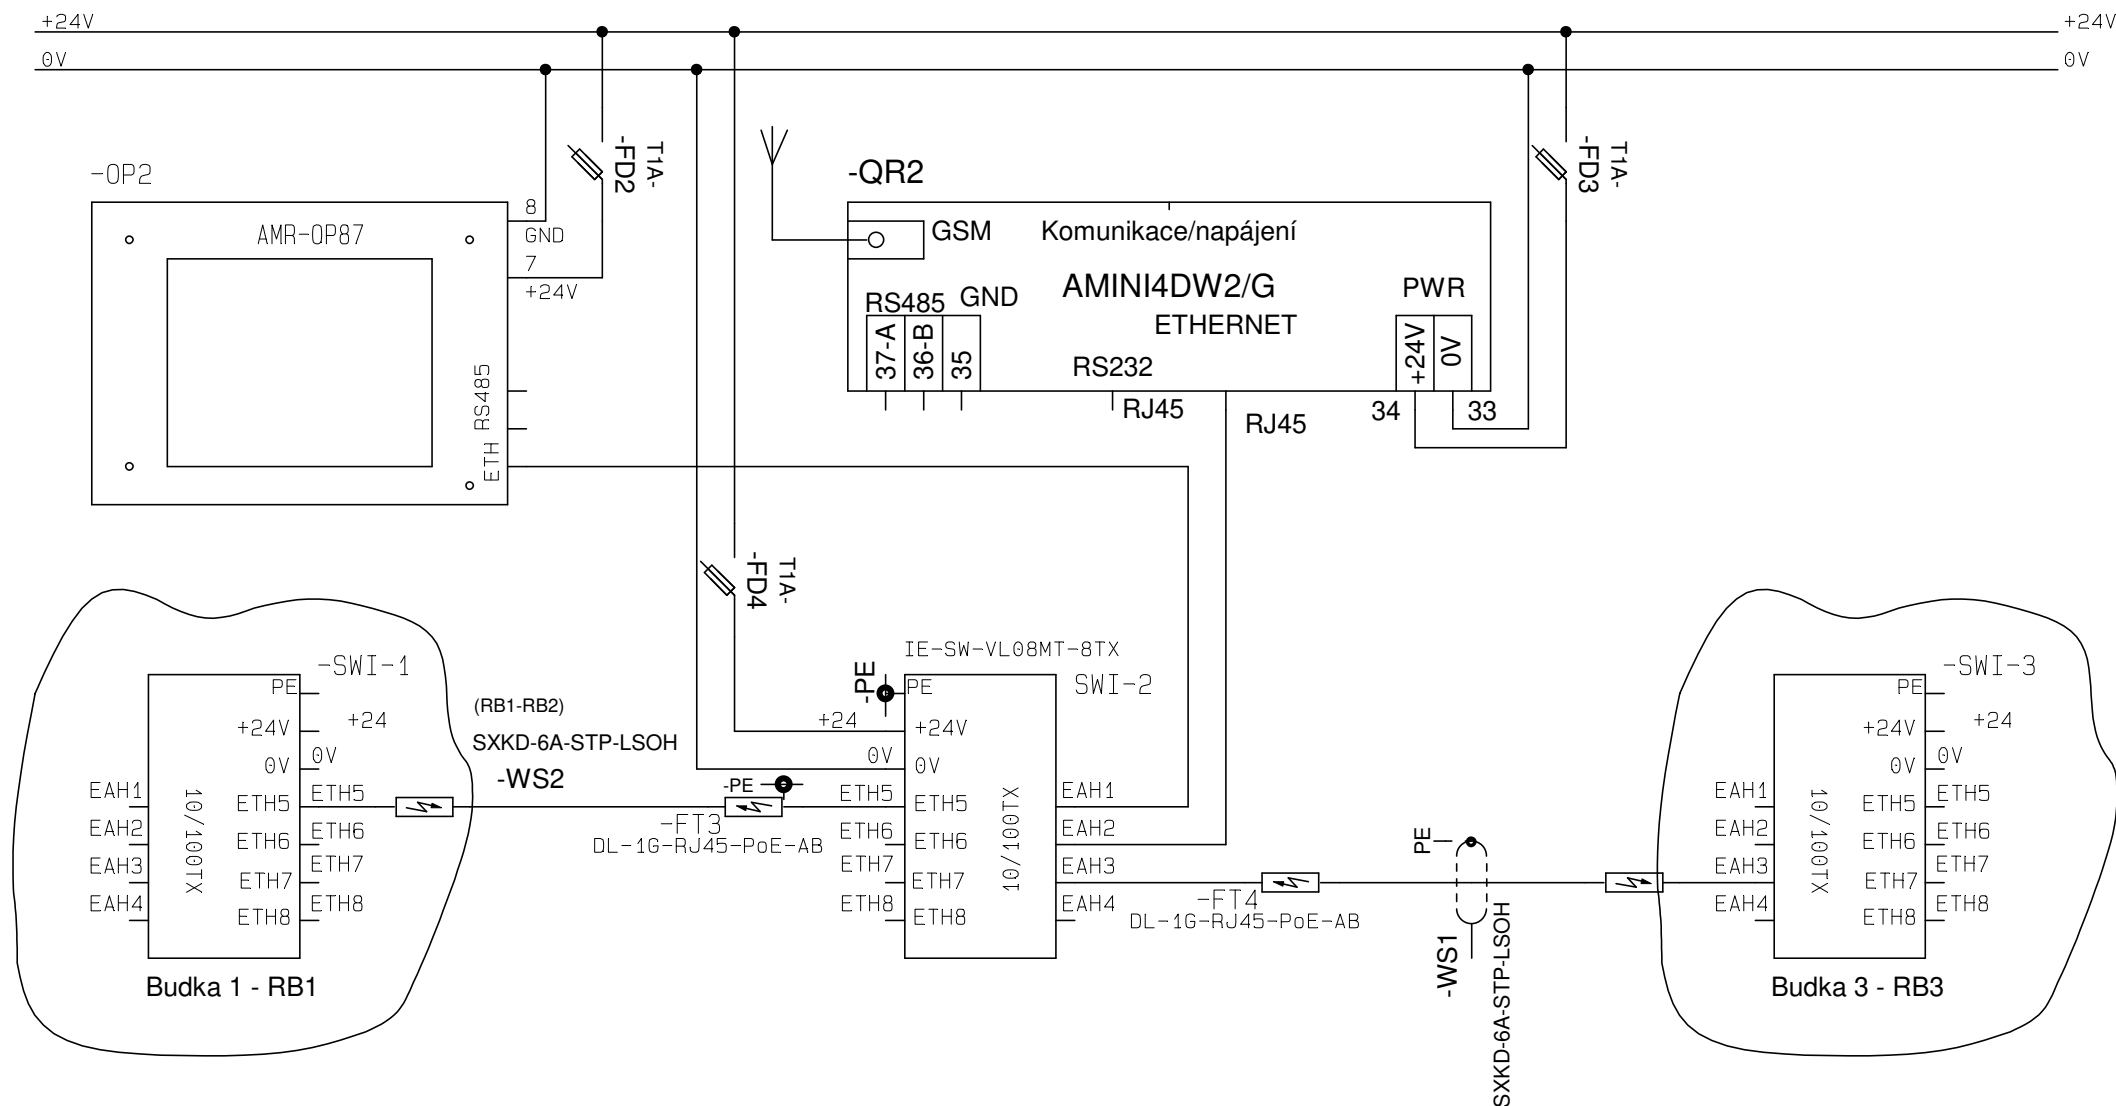 +24V
+24V
0V
0V
-OP2
AMR-OP87
8
GND
7
+24V
RS485
ETH
-FD2
T1A-
-QR2
GSM
Komunikace/napájení
AMINI4DW2/G
ETHERNET
RS485
GND
37-A
36-B
35
RS232
RJ45
RJ45
PWR
+24V
0V
34
33
-FD3
T1A-
-FD4
T1A-
-SWI-1
PE
+24V
+24
0V
0V
EAH1
EAH2
EAH3
EAH4
10/100TX
ETH5
ETH6
ETH7
ETH8
ETH5
ETH6
ETH7
ETH8
Budka 1 - RB1
(RB1-RB2)
SXKD-6A-STP-LSOH
-WS2
-PE
-FT3
DL-1G-RJ45-PoE-AB
IE-SW-VL08MT-8TX
SWI-2
-PE
PE
+24
+24V
0V
0V
ETH5
ETH6
ETH7
ETH8
ETH5
ETH6
ETH7
ETH8
10/100TX
EAH1
EAH2
EAH3
EAH4
-FT4
DL-1G-RJ45-PoE-AB
PE
-WS1
SXKD-6A-STP-LSOH
-SWI-3
PE
+24V
+24
0V
0V
EAH1
EAH2
EAH3
EAH4
10/100TX
ETH5
ETH6
ETH7
ETH8
ETH5
ETH6
ETH7
ETH8
Budka 3 - RB3